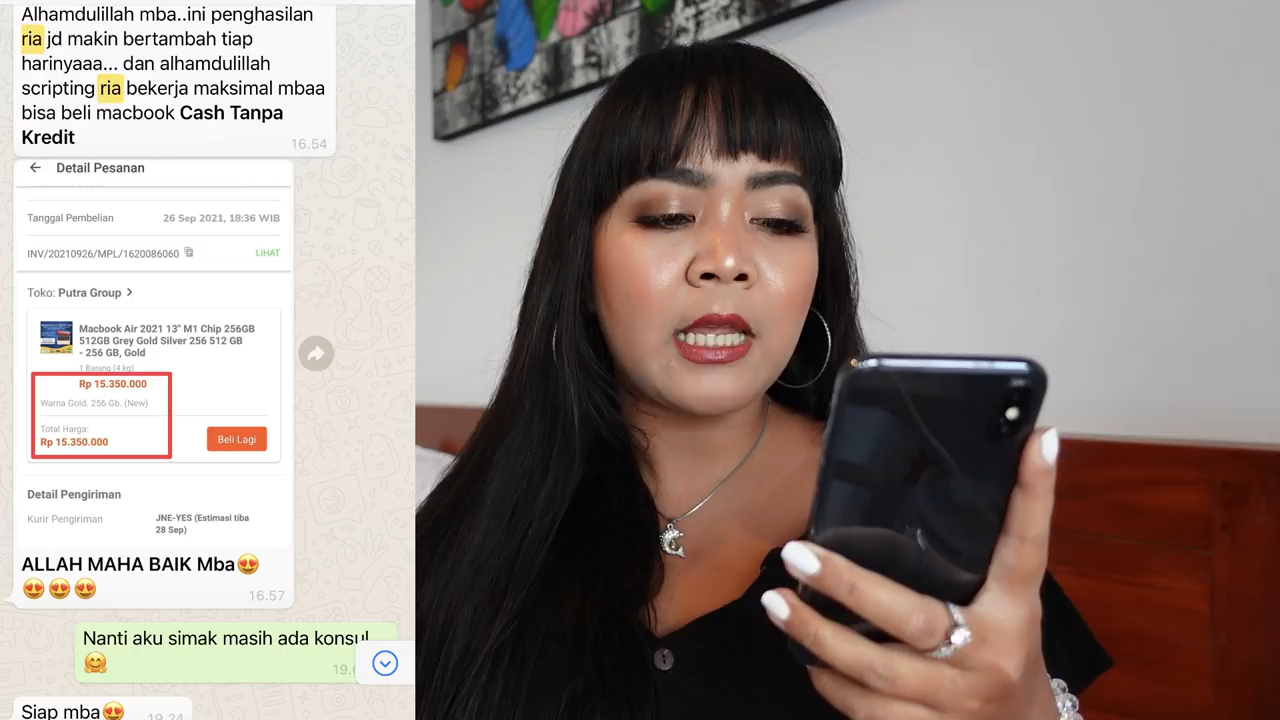 Alhamdulillah mba..ini penghasilan
ria jd makin bertambah tiap
harinyaaa... dan alhamdulillah
scripting ria bekerja maksimal mbaa
bisa beli macbook Cash Tanpa
Kredit
16.54
Detail Pesanan
Tanggal Pembelian 26 Sep 2021, 18:36 WIB
INV/20210926/MPL/1620086060 LIHAT
Toko: Putra Group
Macbook Air 2021 13" M1 Chip 256GB
512GB Grey Gold Silver 256 512 GB
- 256 GB, Gold
1 Barang (4 kg)
Rp 15.350.000
Warna Gold. 256 Gb. (New)
Total Harga:
Rp 15.350.000
Beli Lagi
Detail Pengiriman
Kurir Pengiriman JNE-YES (Estimasi tiba
28 Sep)
ALLAH MAHA BAIK Mba😍
😍😍😍
16.57
Nanti aku simak masih ada konsul
🤗
Siap mba😍
19.24